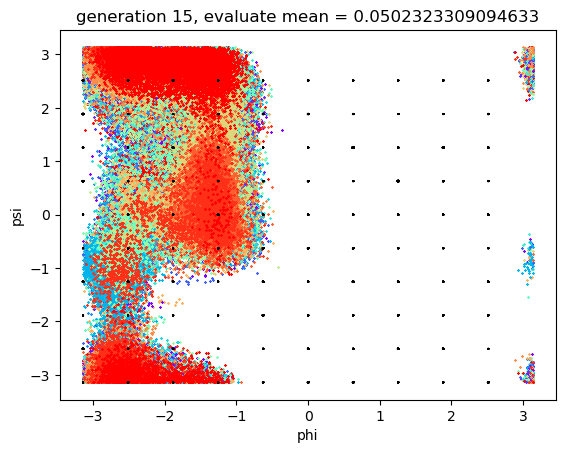 generation 15, evaluate mean = 0.0502323309094633
3
2
1
0
−1
−2
−3
psi
−3 −2 −1 0 1 2 3
phi